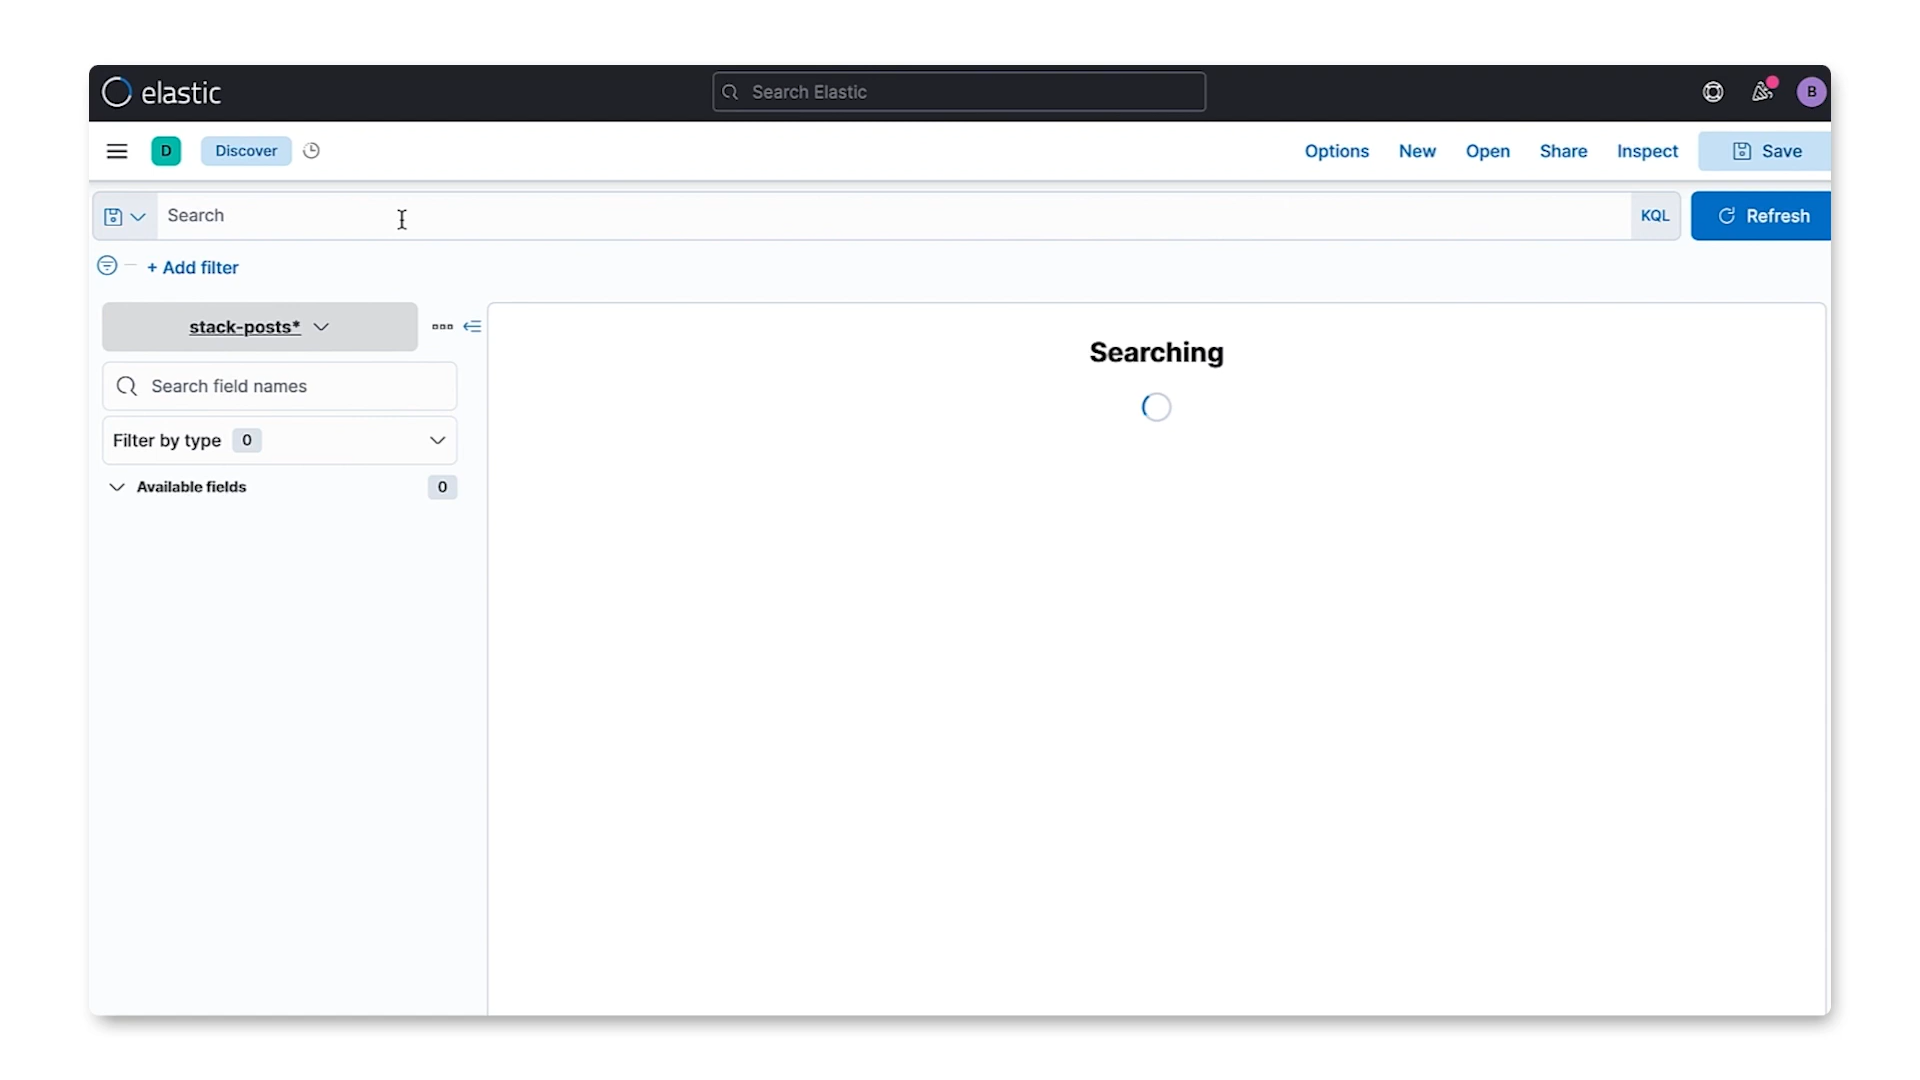 elastic
Search Elastic
B
D
Discover
Options
New
Open
Share
Inspect
Save
Search
KQL
Refresh
+ Add filter
stack-posts*
Search field names
Filter by type 0
Available fields 0
Searching